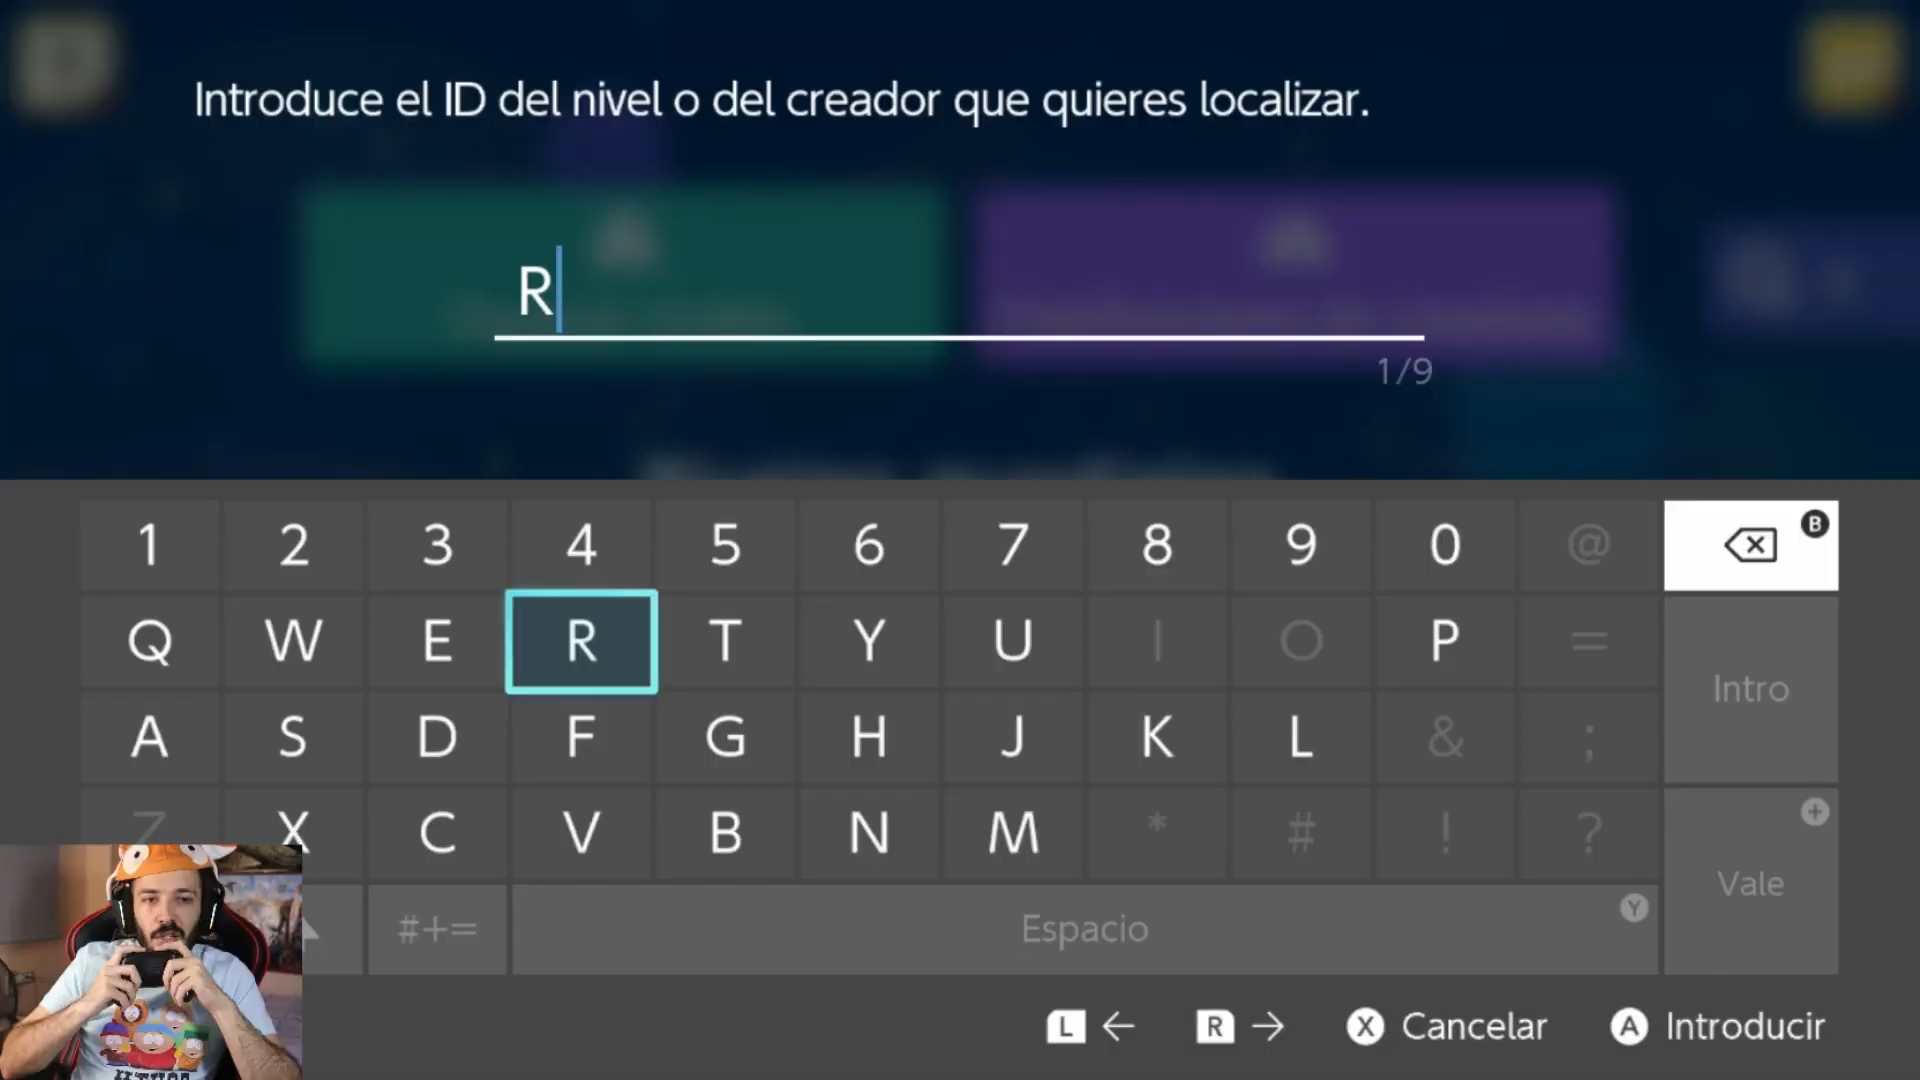 Introduce el ID del nivel o del creador que quieres localizar.
R
1/9
1 2 3 4 5 6 7 8 9 0 @ B
Q W E R T Y U I O P = Intro
A S D F G H J K L & ;
Z X C V B N M * # ! ? + Vale
#+= Espacio Y
L ← R → X Cancelar A Introducir